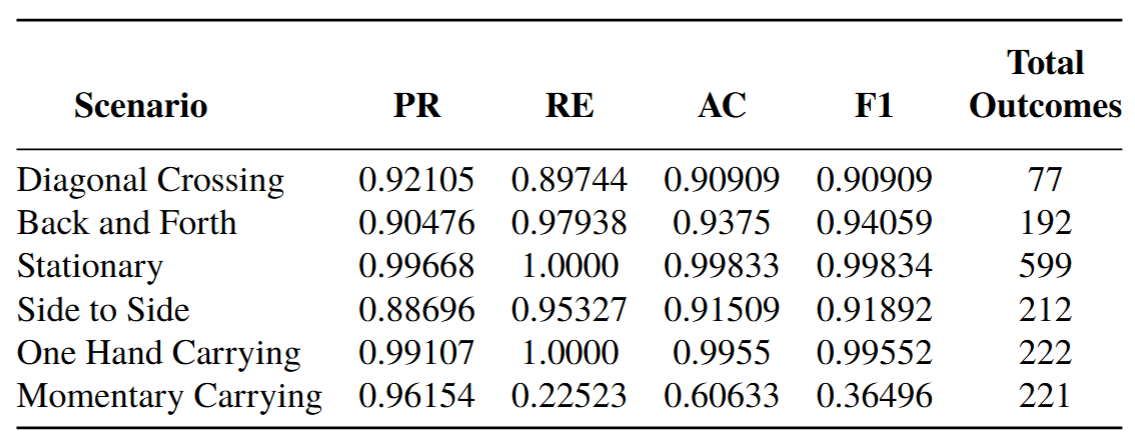 Scenario PR RE AC F1 Total Outcomes
Diagonal Crossing 0.92105 0.89744 0.90909 0.90909 77
Back and Forth 0.90476 0.97938 0.9375 0.94059 192
Stationary 0.99668 1.0000 0.99833 0.99834 599
Side to Side 0.88696 0.95327 0.91509 0.91892 212
One Hand Carrying 0.99107 1.0000 0.9955 0.99552 222
Momentary Carrying 0.96154 0.22523 0.60633 0.36496 221